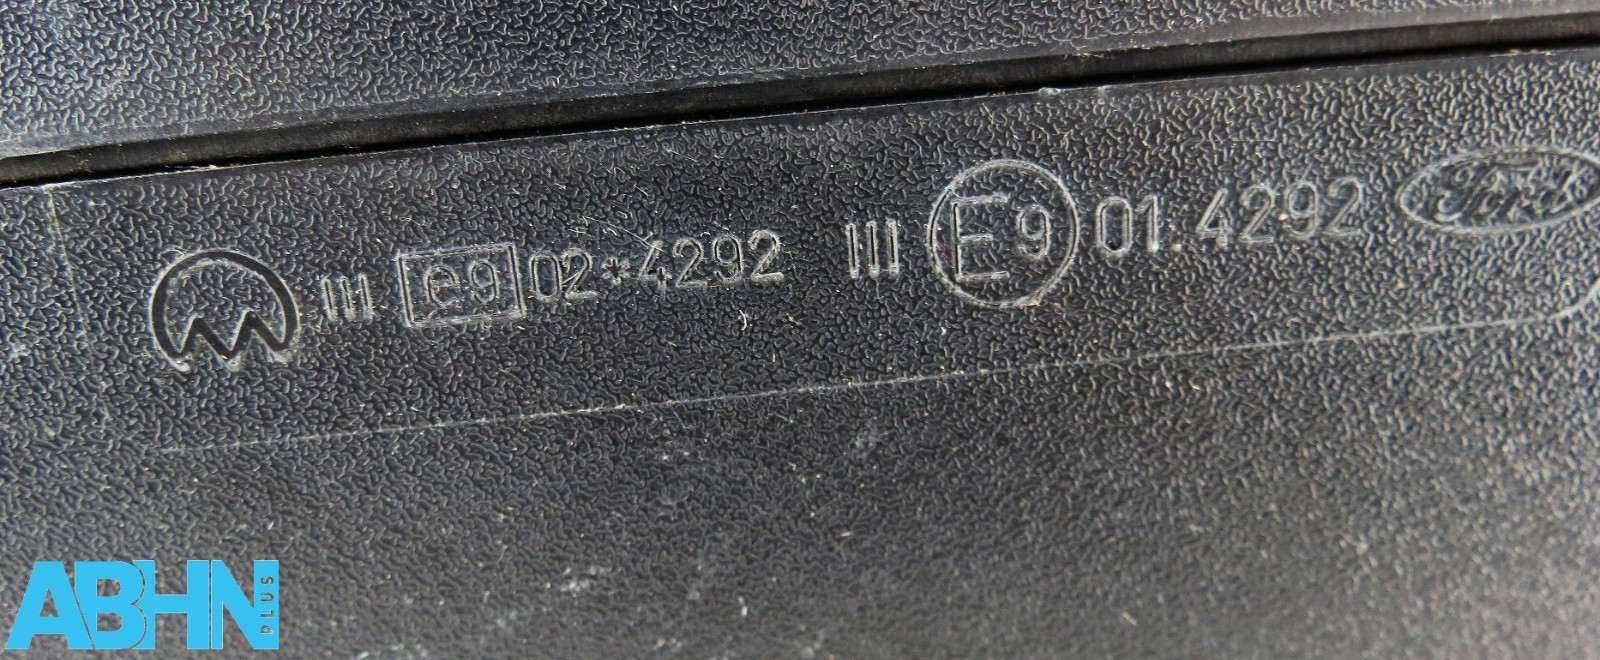 III e9 02*4292 III E9 01.4292 Ford
ABHN PLUS